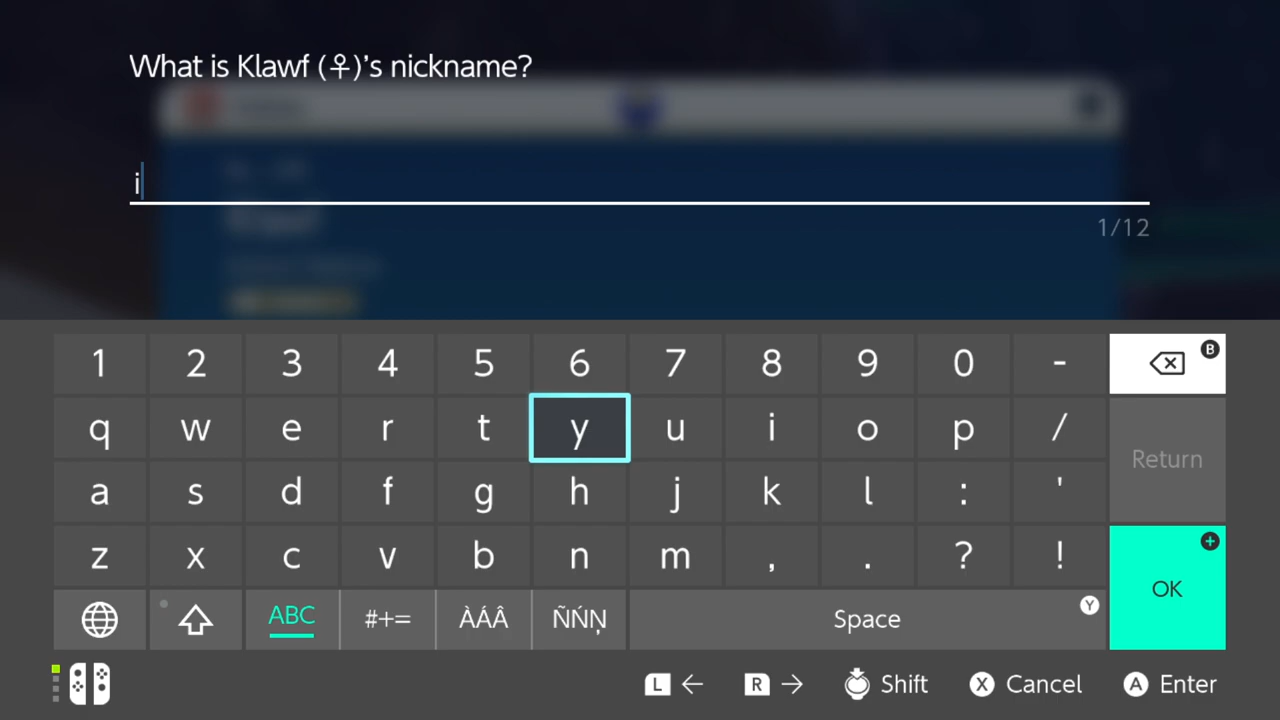 What is Klawf (♀)'s nickname?
i
1/12
1 2 3 4 5 6 7 8 9 0 - B
q w e r t y u i o p /
Return
a s d f g h j k l : '
z x c v b n m , . ? !
+
OK
ABC #+= ÀÁÂ ÑŃŅ Space Y
L ← R → Shift X Cancel A Enter